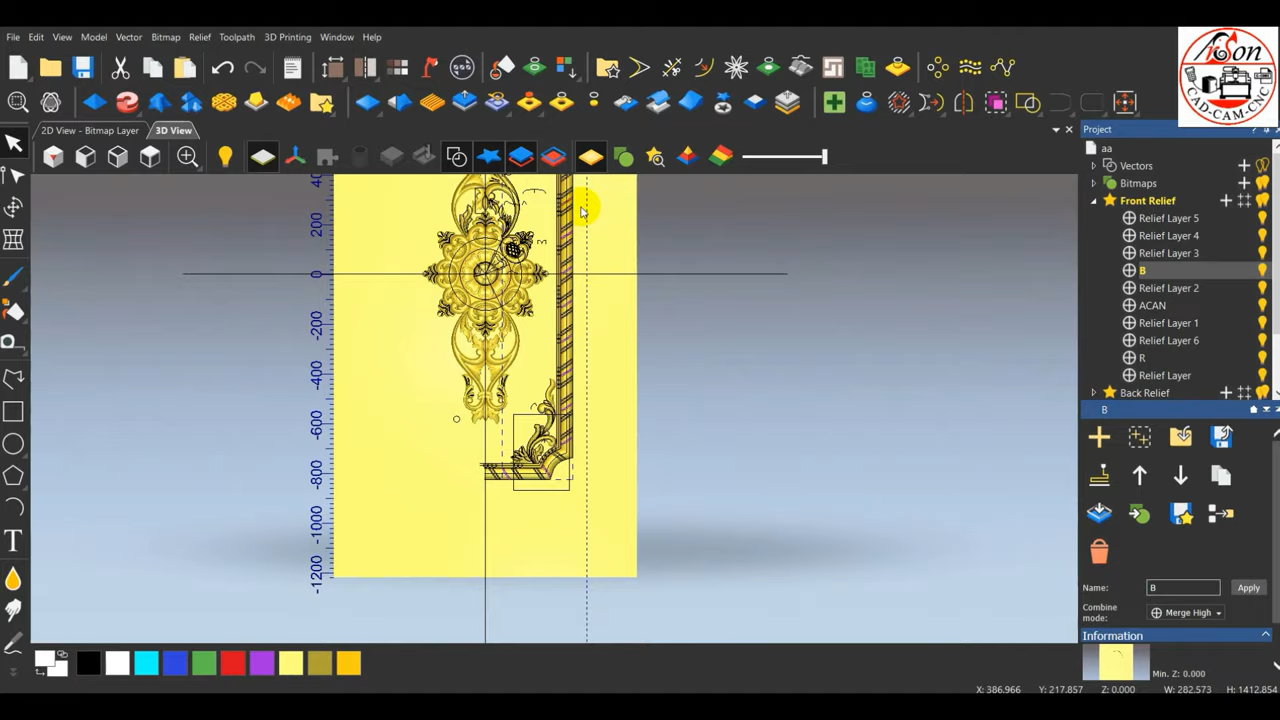 File Edit View Model Vector Bitmap Relief Toolpath 3D Printing Window Help
ArSon
CAD-CAM-CNC
2D View - Bitmap Layer 3D View
Project
aa
Vectors
Bitmaps
Front Relief
Relief Layer 5
Relief Layer 4
Relief Layer 3
B
Relief Layer 2
ACAN
Relief Layer 1
Relief Layer 6
R
Relief Layer
Back Relief
200
0
-200
-400
-600
-800
-1000
-1200
B
Name: B Apply
Combine mode: Merge High
Information
Min. Z: 0.000
X: 386.966 Y: 217.857 Z: 0.000 W: 282.573 H: 1412.854